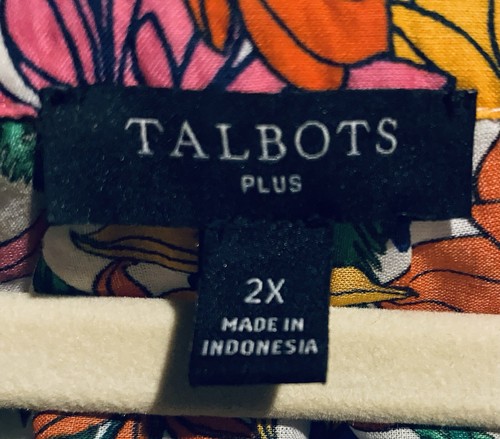 TALBOTS
PLUS
2X
MADE IN
INDONESIA